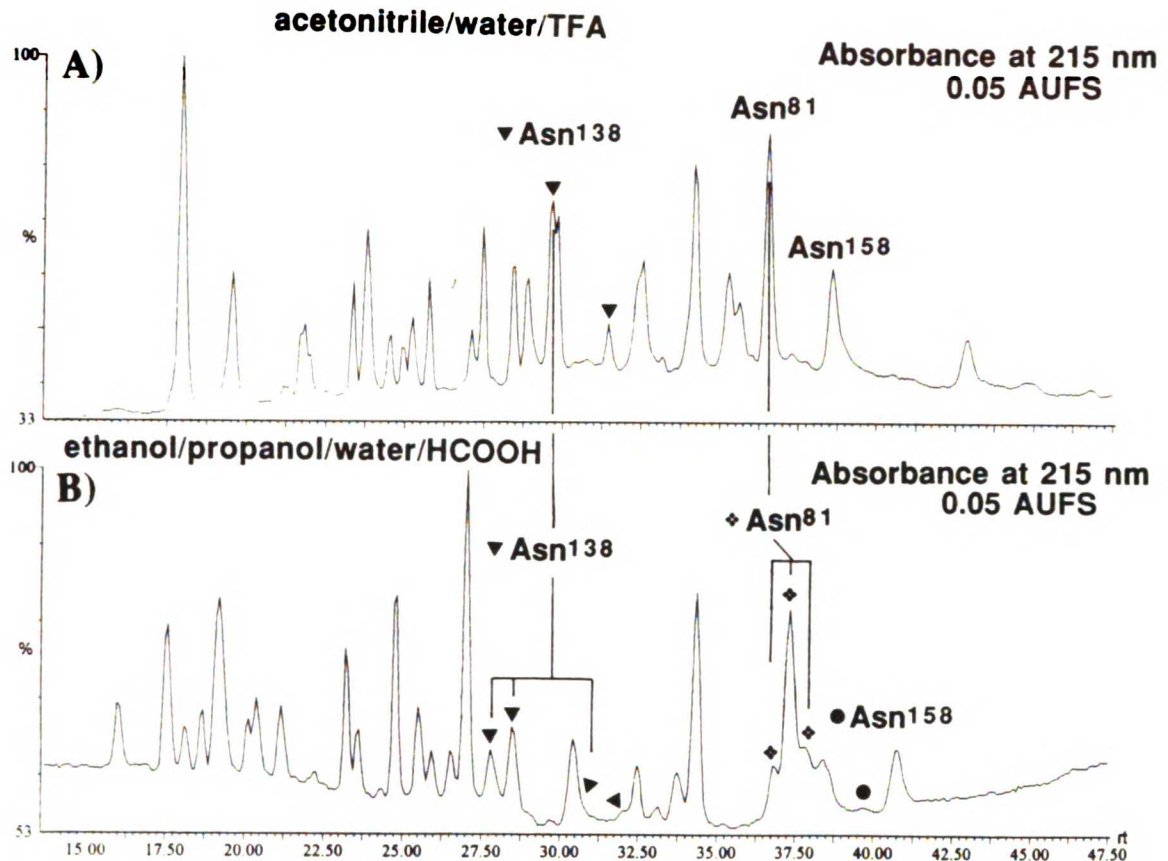 acetonitrile/water/TFA
A)
Absorbance at 215 nm
0.05 AUFS
100
%
33
▼ Asn138
Asn81
Asn158
ethanol/propanol/water/HCOOH
B)
Absorbance at 215 nm
0.05 AUFS
100
%
53
▼ Asn138
Asn81
● Asn158
rt
15.00 17.50 20.00 22.50 25.00 27.50 30.00 32.50 35.00 37.50 40.00 42.50 45.00 47.50